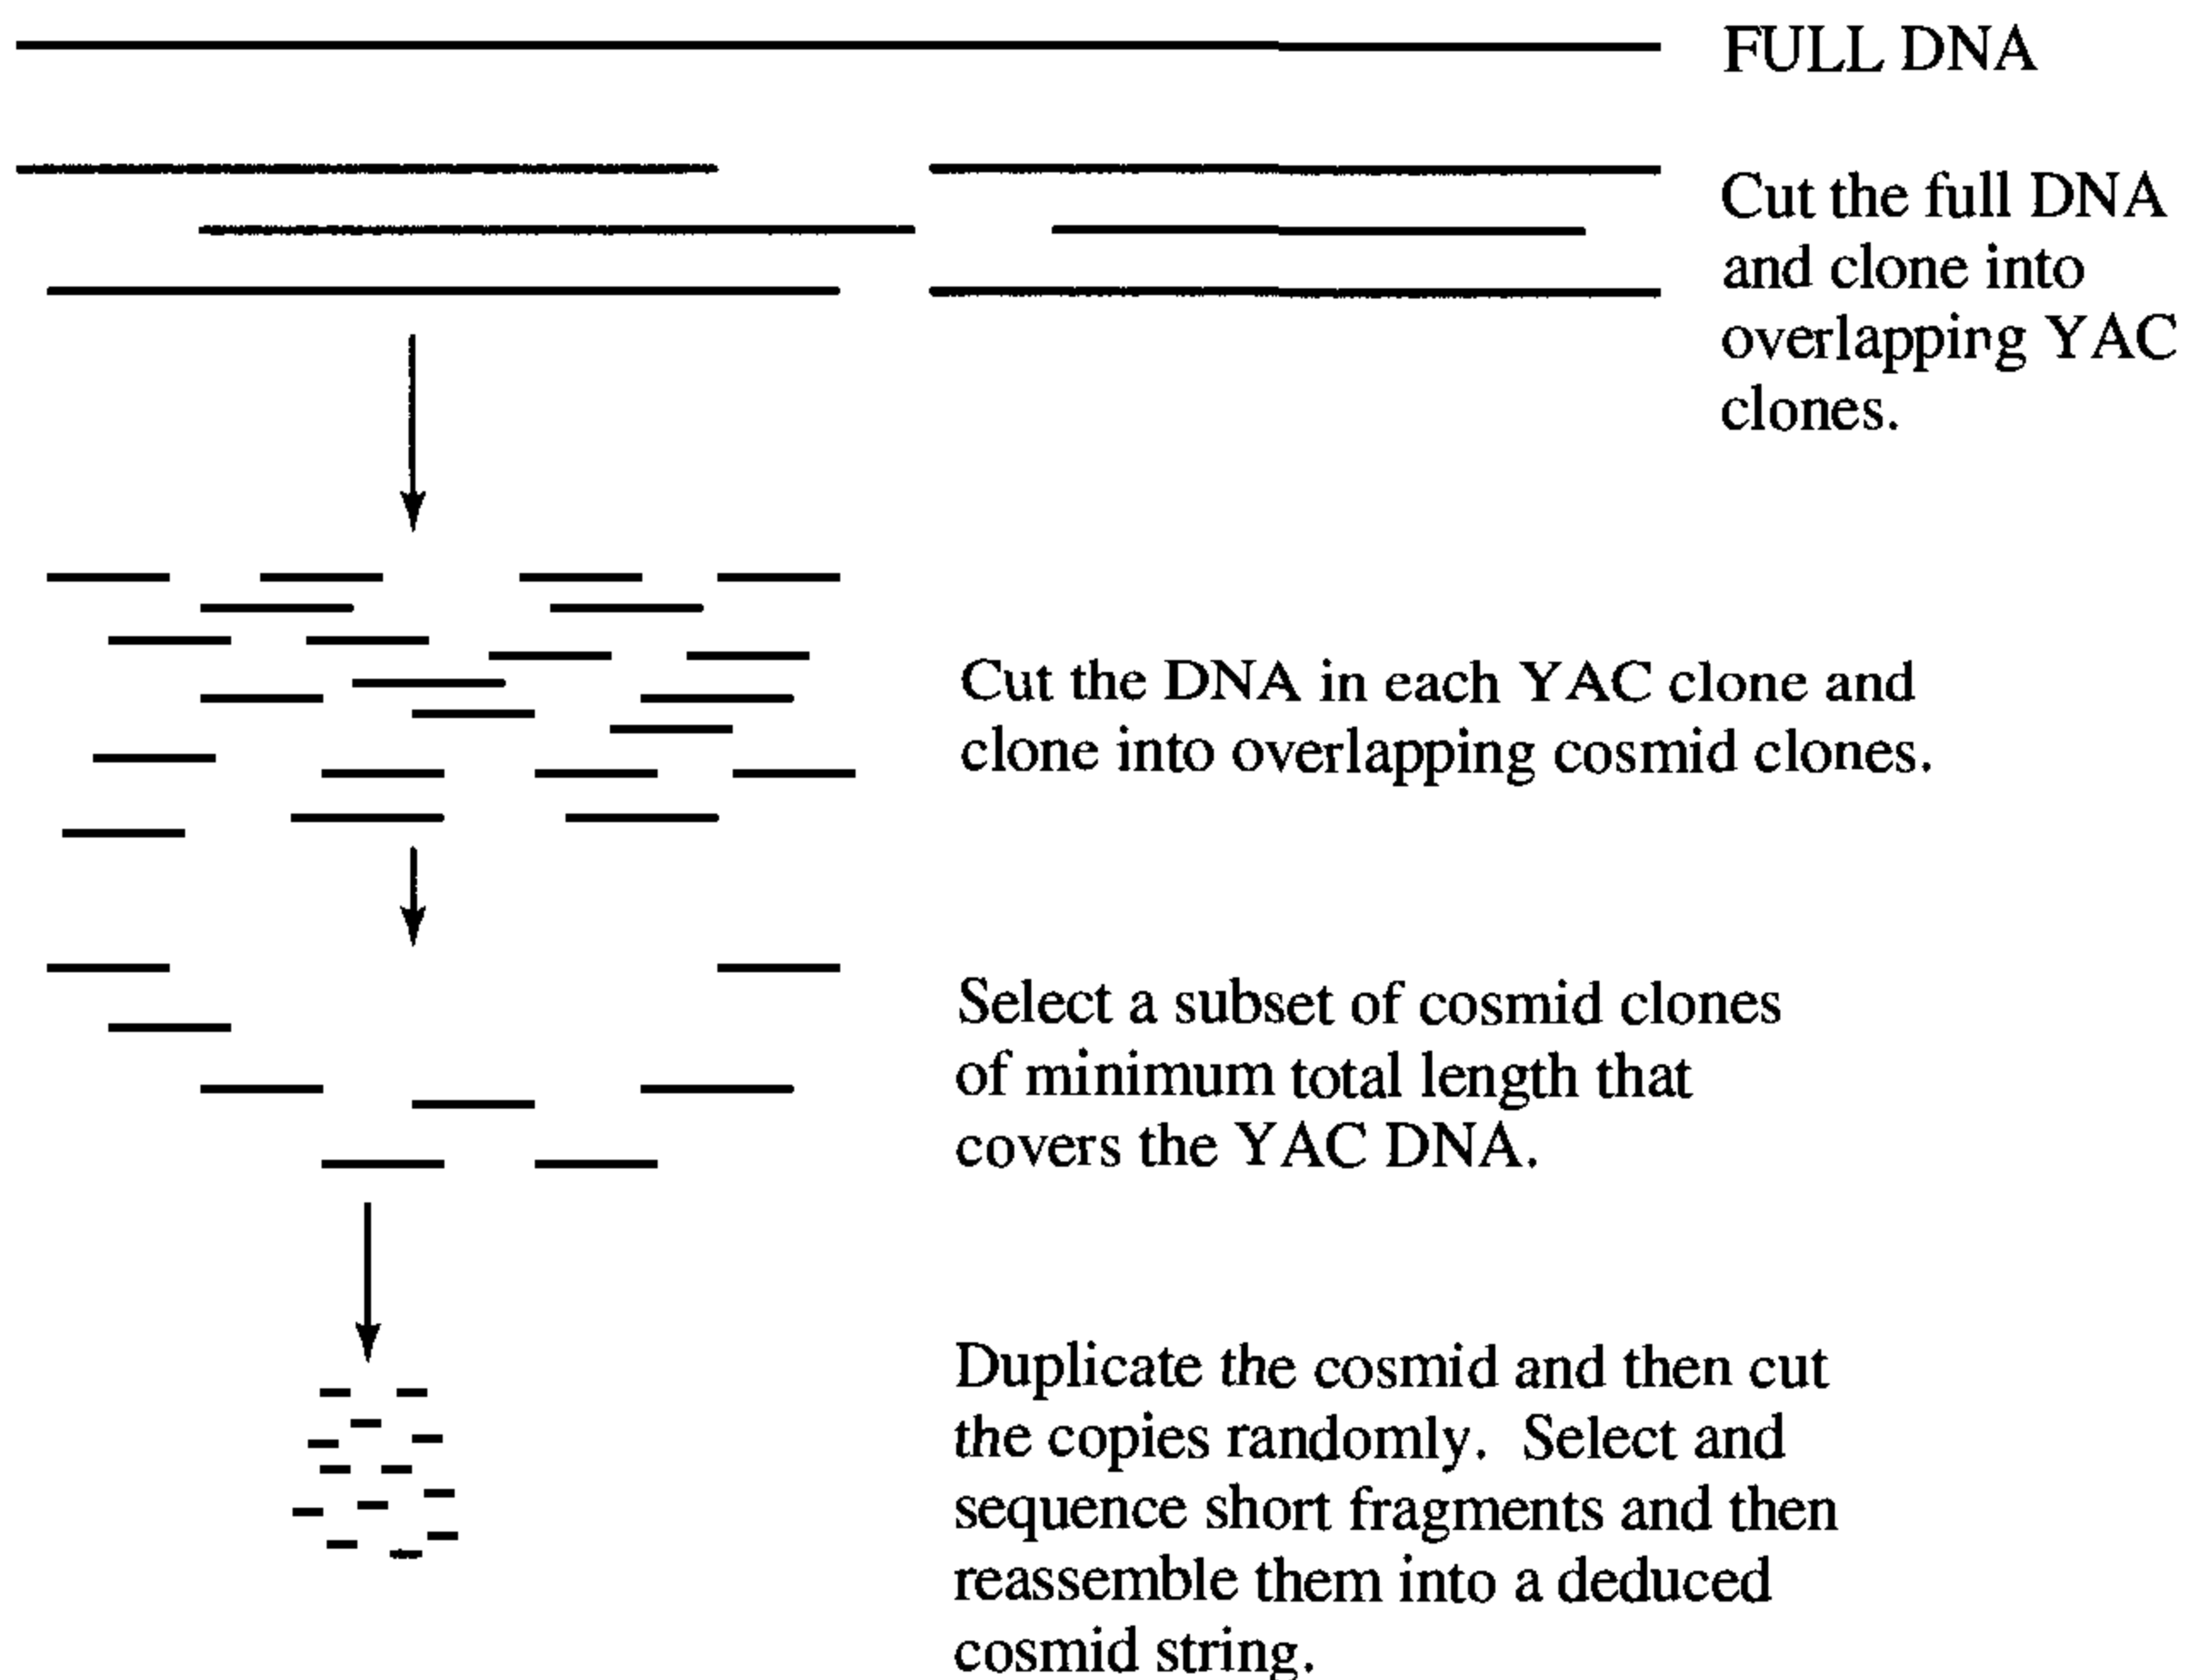 FULL DNA
Cut the full DNA
and clone into
overlapping YAC
clones.
Cut the DNA in each YAC clone and
clone into overlapping cosmid clones.
Select a subset of cosmid clones
of minimum total length that
covers the YAC DNA.
Duplicate the cosmid and then cut
the copies randomly. Select and
sequence short fragments and then
reassemble them into a deduced
cosmid string.